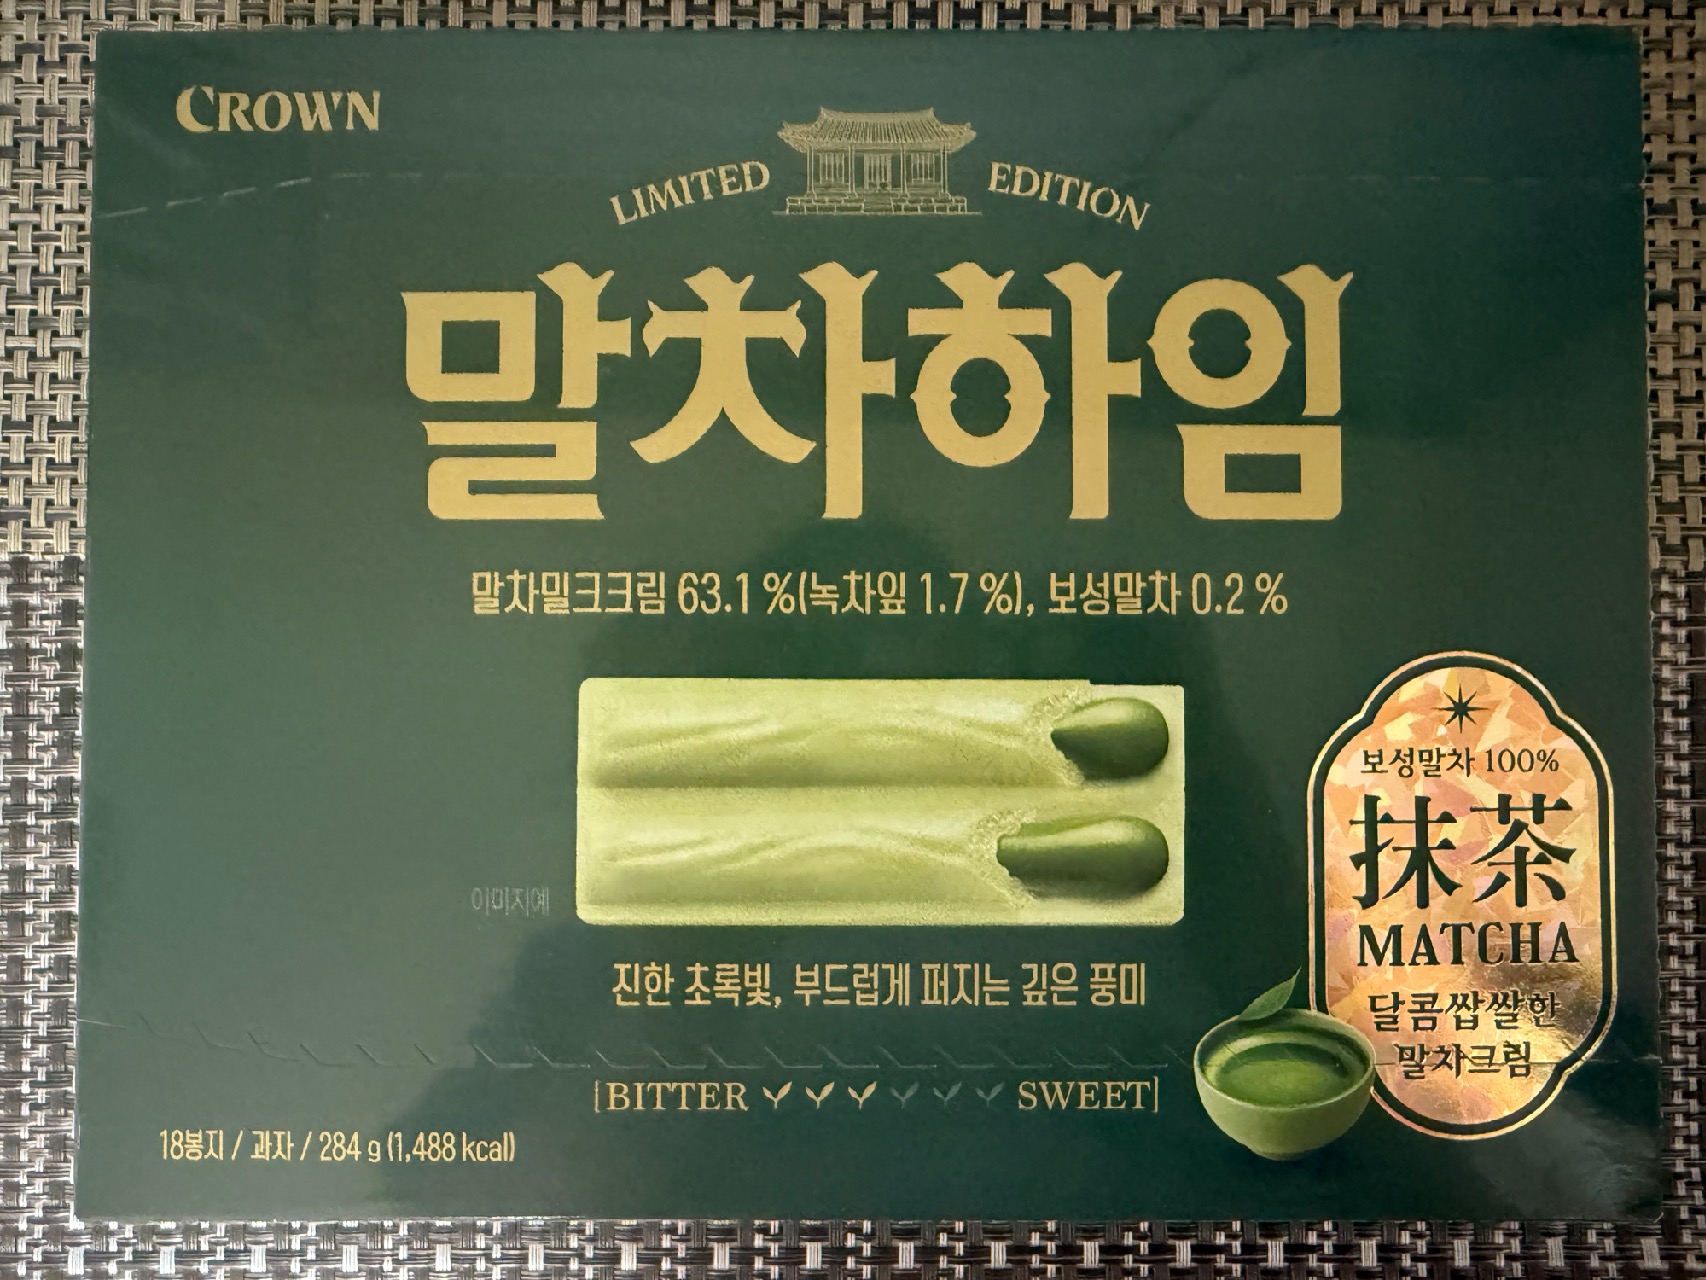 CROWN
LIMITED EDITION
말차하임
말차밀크크림 63.1 %(녹차잎 1.7 %), 보성말차 0.2 %
이미지예
진한 초록빛, 부드럽게 퍼지는 깊은 풍미
[BITTER SWEET]
18봉지 / 과자 / 284 g (1,488 kcal)
보성말차 100%
抹茶
MATCHA
달콤쌉쌀한
말차크림